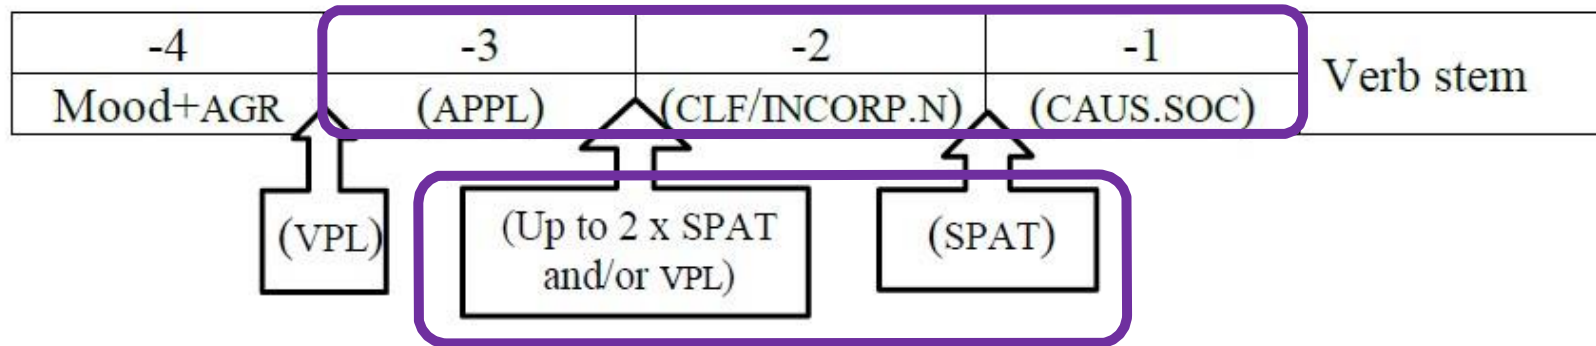 -4 -3 -2 -1 Verb stem
Mood+AGR (APPL) (CLF/INCORP.N) (CAUS.SOC)
(VPL)
(Up to 2 x SPAT
and/or VPL)
(SPAT)